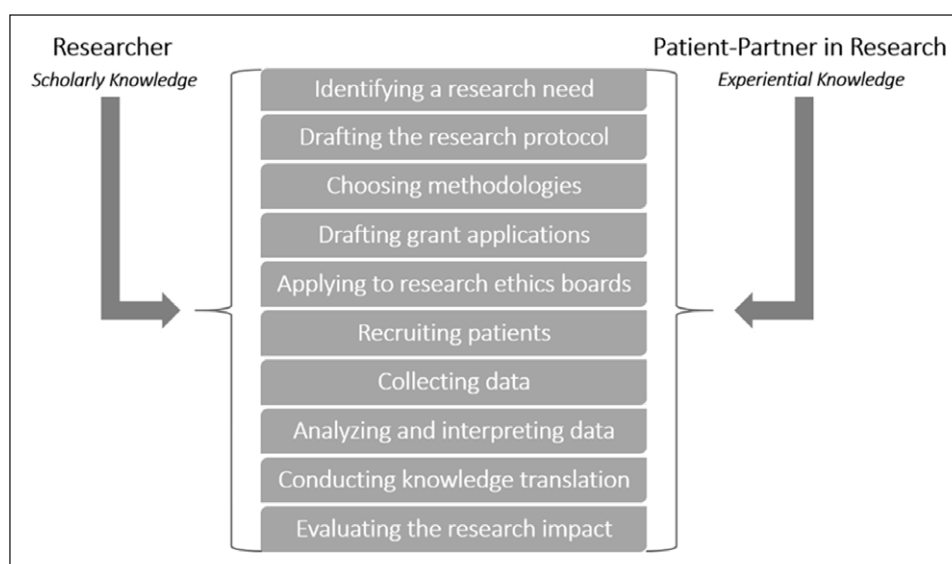 Researcher
Scholarly Knowledge
Patient-Partner in Research
Experiential Knowledge
Identifying a research need
Drafting the research protocol
Choosing methodologies
Drafting grant applications
Applying to research ethics boards
Recruiting patients
Collecting data
Analyzing and interpreting data
Conducting knowledge translation
Evaluating the research impact